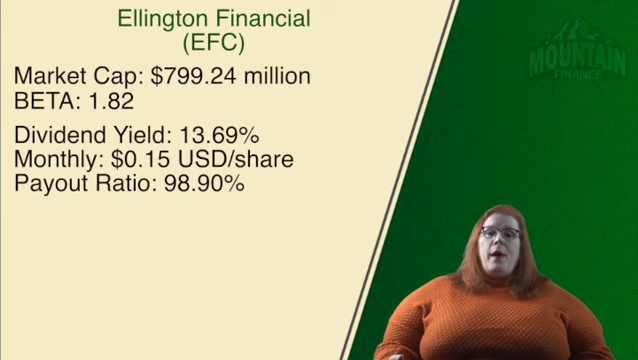 Ellington Financial
(EFC)
Market Cap: $799.24 million
BETA: 1.82
Dividend Yield: 13.69%
Monthly: $0.15 USD/share
Payout Ratio: 98.90%
MOUNTAIN
FINANCE